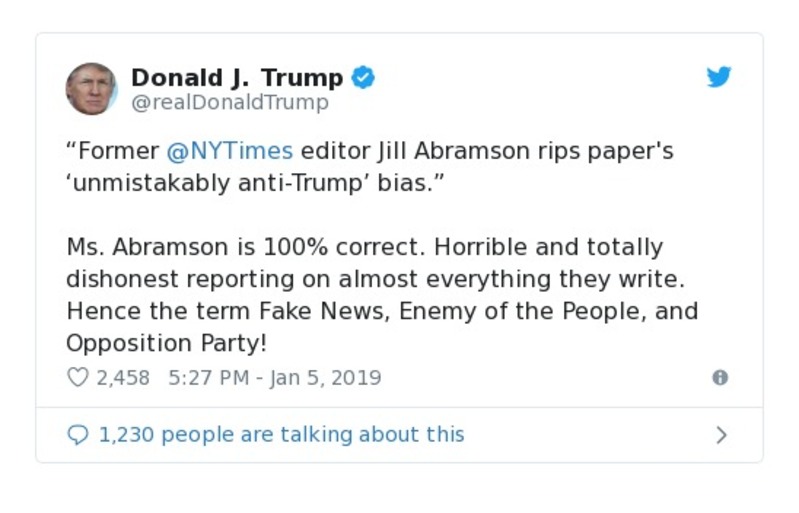 Donald J. Trump
@realDonaldTrump
“Former @NYTimes editor Jill Abramson rips paper's
‘unmistakably anti-Trump’ bias.”
Ms. Abramson is 100% correct. Horrible and totally
dishonest reporting on almost everything they write.
Hence the term Fake News, Enemy of the People, and
Opposition Party!
2,458 5:27 PM - Jan 5, 2019
1,230 people are talking about this